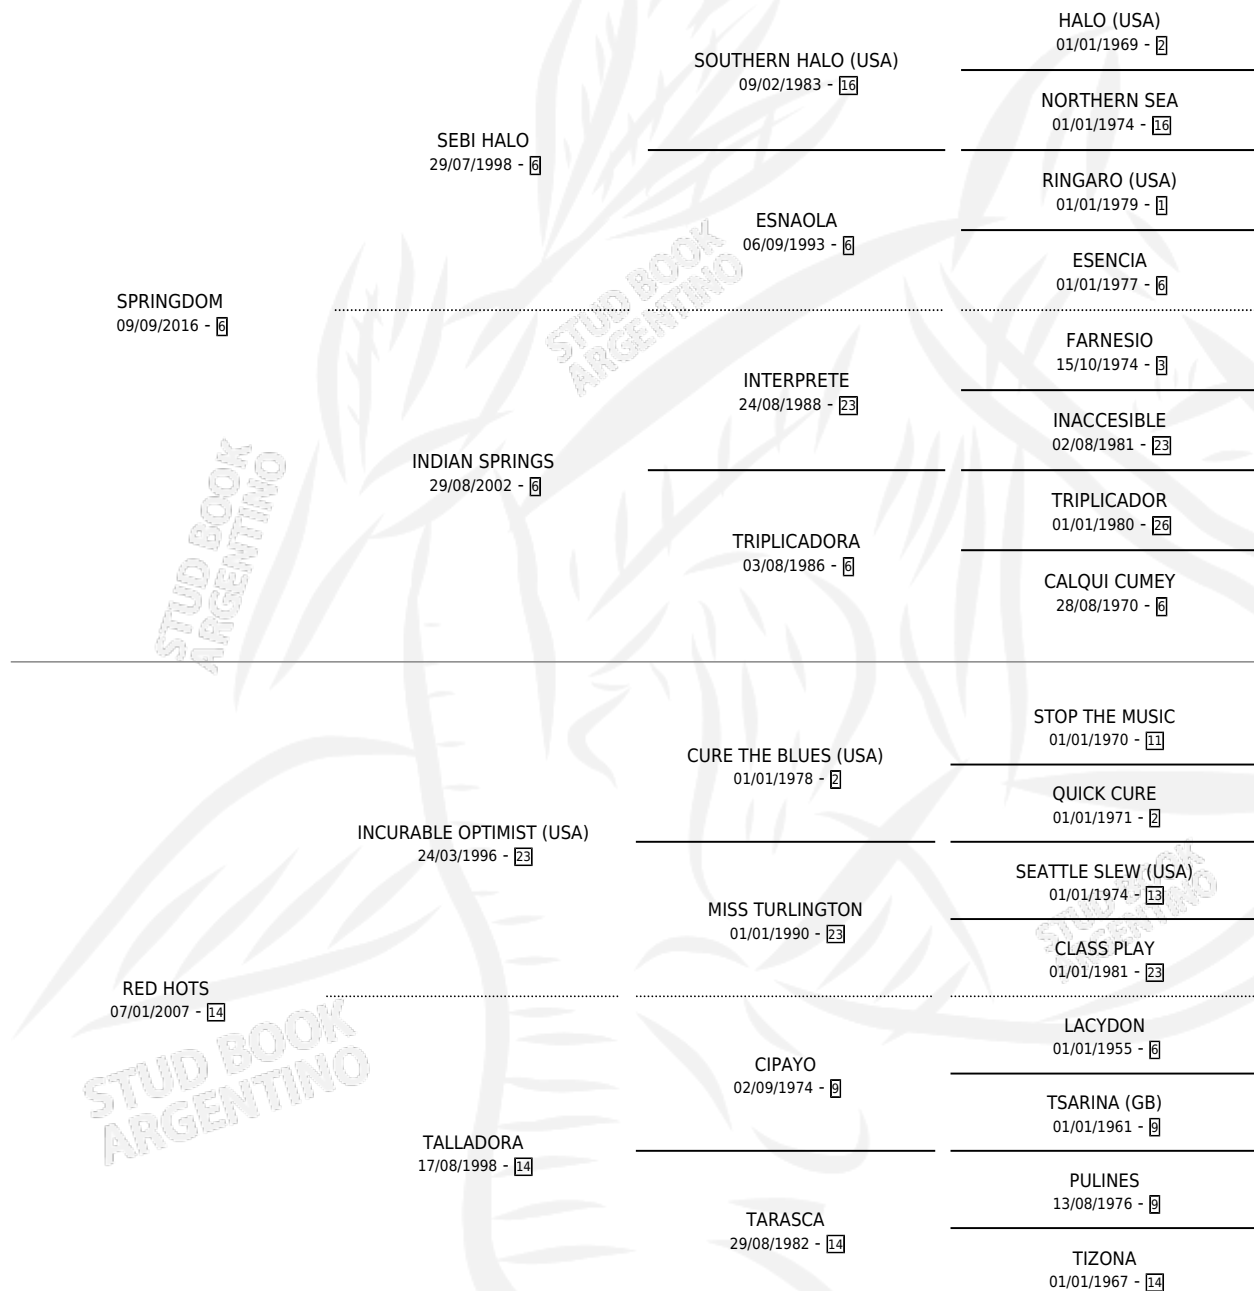 HALO (USA)
01/01/1969 - 2
SOUTHERN HALO (USA)
09/02/1983 - 16
NORTHERN SEA
01/01/1974 - 16
SEBI HALO
29/07/1998 - 6
RINGARO (USA)
01/01/1979 - 1
ESNAOLA
06/09/1993 - 6
ESENCIA
01/01/1977 - 6
SPRINGDOM
09/09/2016 - 6
STUD BOOK
ARGENTINO
FARNESIO
15/10/1974 - 3
INTERPRETE
24/08/1988 - 23
INACCESIBLE
02/08/1981 - 23
INDIAN SPRINGS
29/08/2002 - 6
TRIPLICADOR
01/01/1980 - 26
TRIPLICADORA
03/08/1986 - 6
CALQUI CUMEY
28/08/1970 - 6
STUD BOOK
ARGENTINO
STOP THE MUSIC
01/01/1970 - 11
CURE THE BLUES (USA)
01/01/1978 - 2
QUICK CURE
01/01/1971 - 2
INCURABLE OPTIMIST (USA)
24/03/1996 - 23
SEATTLE SLEW (USA)
01/01/1974 - 13
MISS TURLINGTON
01/01/1990 - 23
STUD BOOK
ARGENTINO
CLASS PLAY
01/01/1981 - 23
RED HOTS
07/01/2007 - 14
STUD BOOK
ARGENTINO
LACYDON
01/01/1955 - 6
CIPAYO
02/09/1974 - 9
TSARINA (GB)
01/01/1961 - 9
TALLADORA
17/08/1998 - 14
PULINES
13/08/1976 - 9
TARASCA
29/08/1982 - 14
TIZONA
01/01/1967 - 14